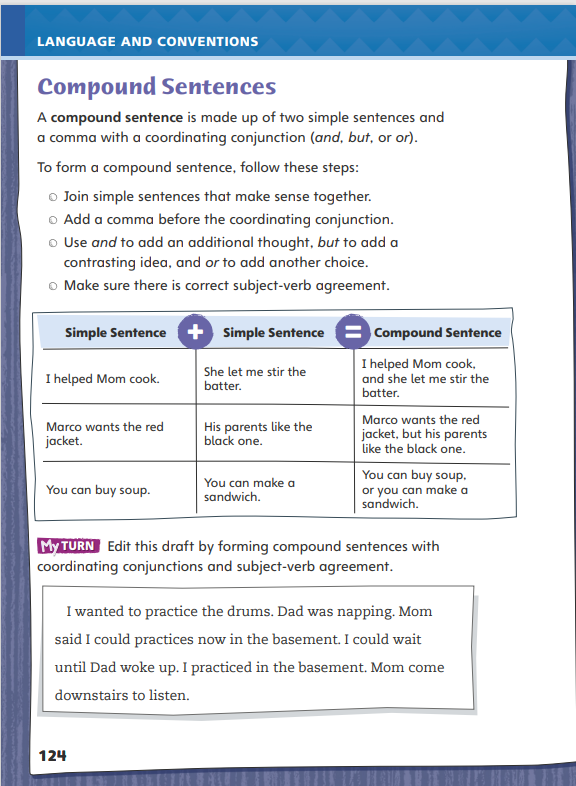 LANGUAGE AND CONVENTIONS
Compound Sentences
A compound sentence is made up of two simple sentences and
a comma with a coordinating conjunction (and, but, or or).
To form a compound sentence, follow these steps:
Join simple sentences that make sense together.
Add a comma before the coordinating conjunction.
Use and to add an additional thought, but to add a
contrasting idea, and or to add another choice.
Make sure there is correct subject-verb agreement.
Simple Sentence + Simple Sentence = Compound Sentence
I helped Mom cook.
She let me stir the
batter.
I helped Mom cook,
and she let me stir the
batter.
Marco wants the red
jacket.
His parents like the
black one.
Marco wants the red
jacket, but his parents
like the black one.
You can buy soup.
You can make a
sandwich.
You can buy soup,
or you can make a
sandwich.
My TURN Edit this draft by forming compound sentences with
coordinating conjunctions and subject-verb agreement.
I wanted to practice the drums. Dad was napping. Mom
said I could practices now in the basement. I could wait
until Dad woke up. I practiced in the basement. Mom come
downstairs to listen.
124